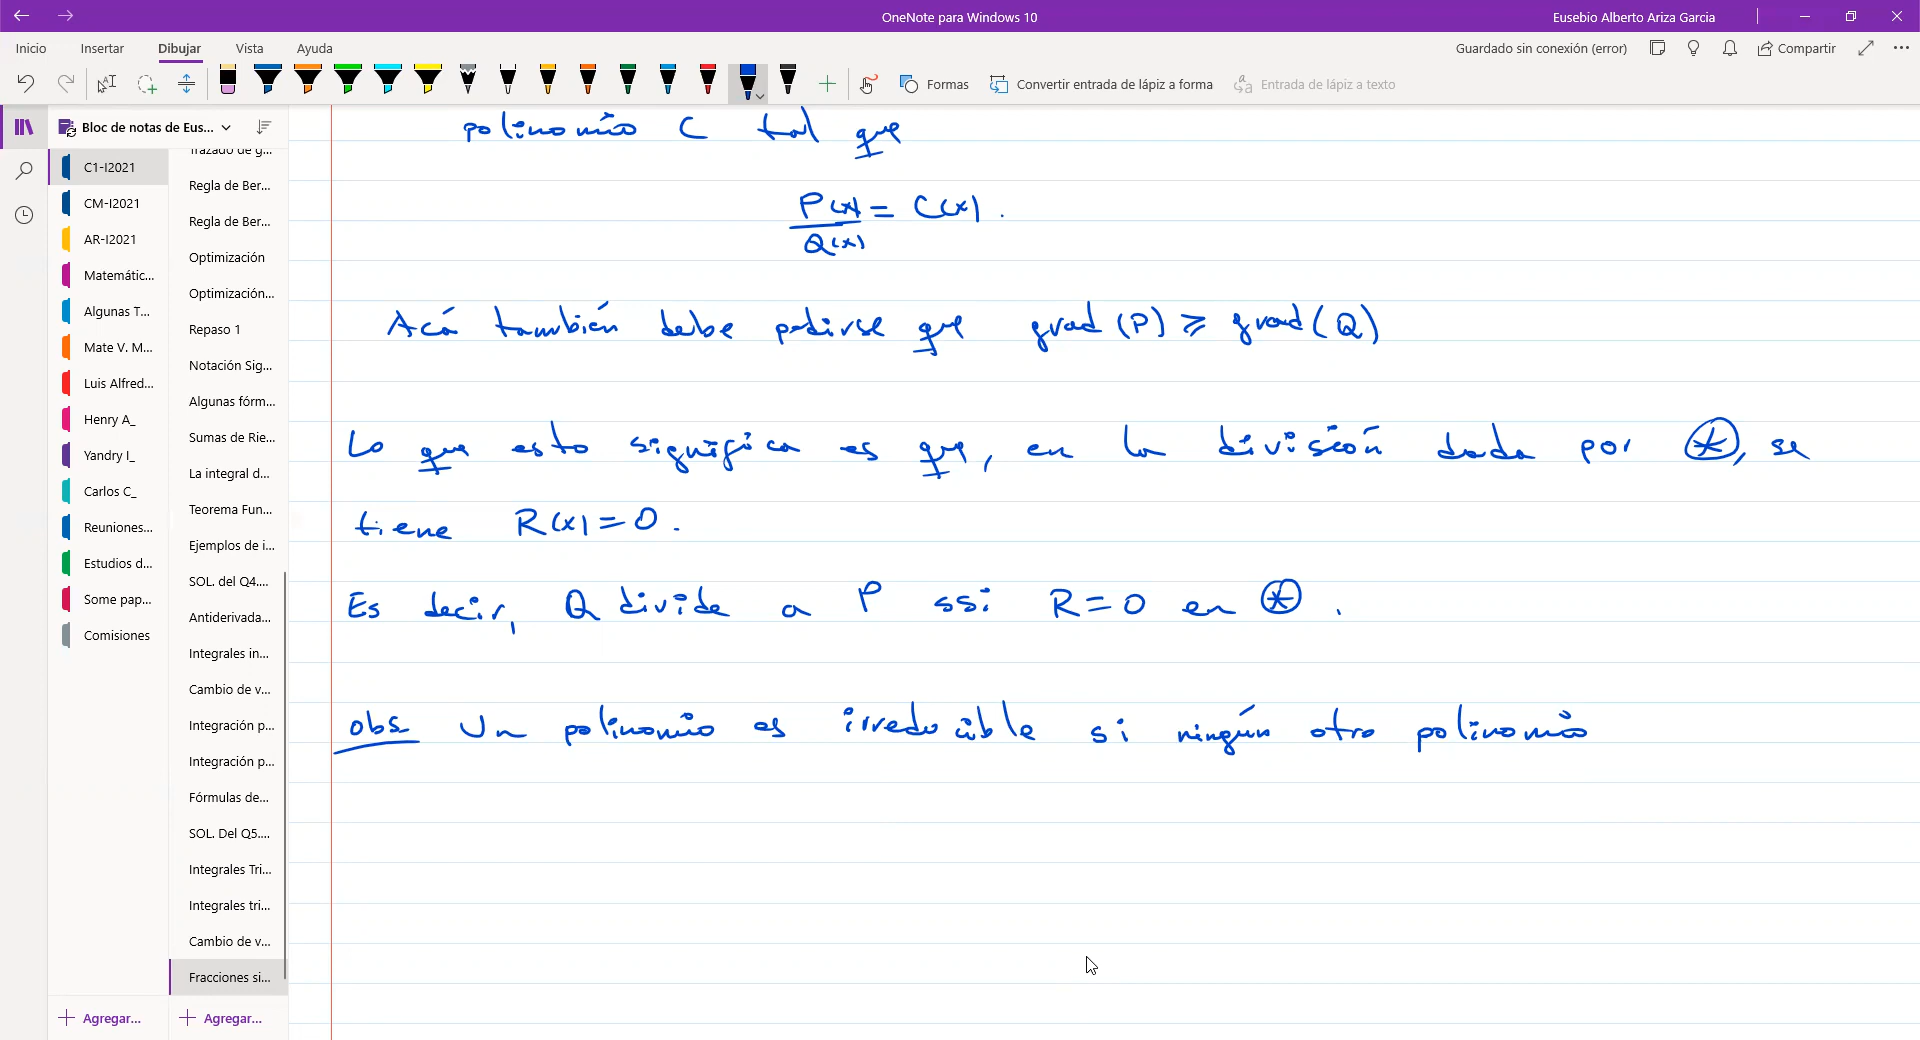 OneNote para Windows 10
Eusebio Alberto Ariza Garcia
Inicio
Insertar
Dibujar
Vista
Ayuda
Guardado sin conexión (error)
Compartir
Formas
Convertir entrada de lápiz a forma
Entrada de lápiz a texto
Bloc de notas de Eus...
C1-I2021
CM-I2021
AR-I2021
Matemátic...
Algunas T...
Mate V. M...
Luis Alfred...
Henry A_
Yandry I_
Carlos C_
Reuniones...
Estudios d...
Some pap...
Comisiones
Agregar...
Trazado de g...
Regla de Ber...
Regla de Ber...
Optimización
Optimización...
Repaso 1
Notación Sig...
Algunas fórm...
Sumas de Rie...
La integral d...
Teorema Fun...
Ejemplos de i...
SOL. del Q4....
Antiderivada...
Integrales in...
Cambio de v...
Integración p...
Integración p...
Fórmulas de...
SOL. Del Q5....
Integrales Tri...
Integrales tri...
Cambio de v...
Fracciones si...
Agregar...
polinomio C tal que
P(x) = C(x).
Q(x)
Acá también debe pedirse que grad(P) ≥ grad(Q)
Lo que esto significa es que, en la división dada por ⊛, se
tiene R(x)=0.
Es decir, Q divide a P ssi R=0 en ⊛.
obs Un polinomio es irreducible si ningún otro polinomio